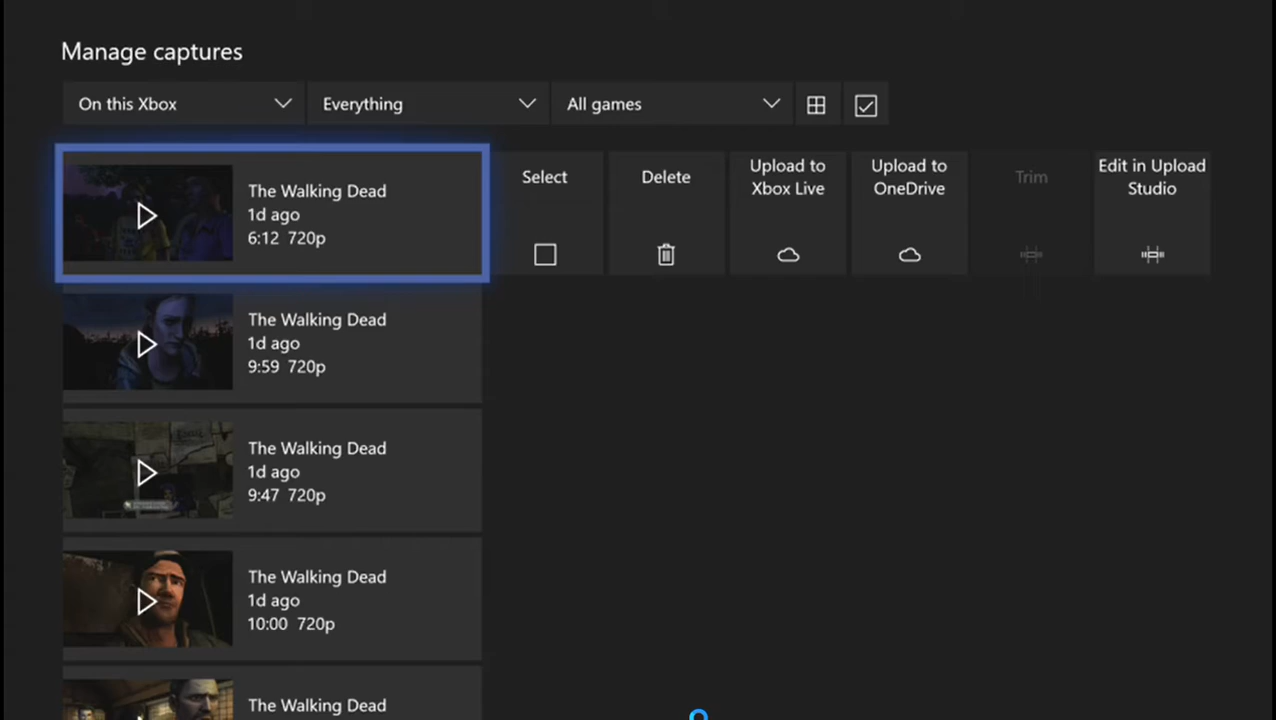 Manage captures
On this Xbox
Everything
All games
The Walking Dead
1d ago
6:12 720p
Select
Delete
Upload to
Xbox Live
Upload to
OneDrive
Trim
Edit in Upload
Studio
The Walking Dead
1d ago
9:59 720p
The Walking Dead
1d ago
9:47 720p
The Walking Dead
1d ago
10:00 720p
The Walking Dead